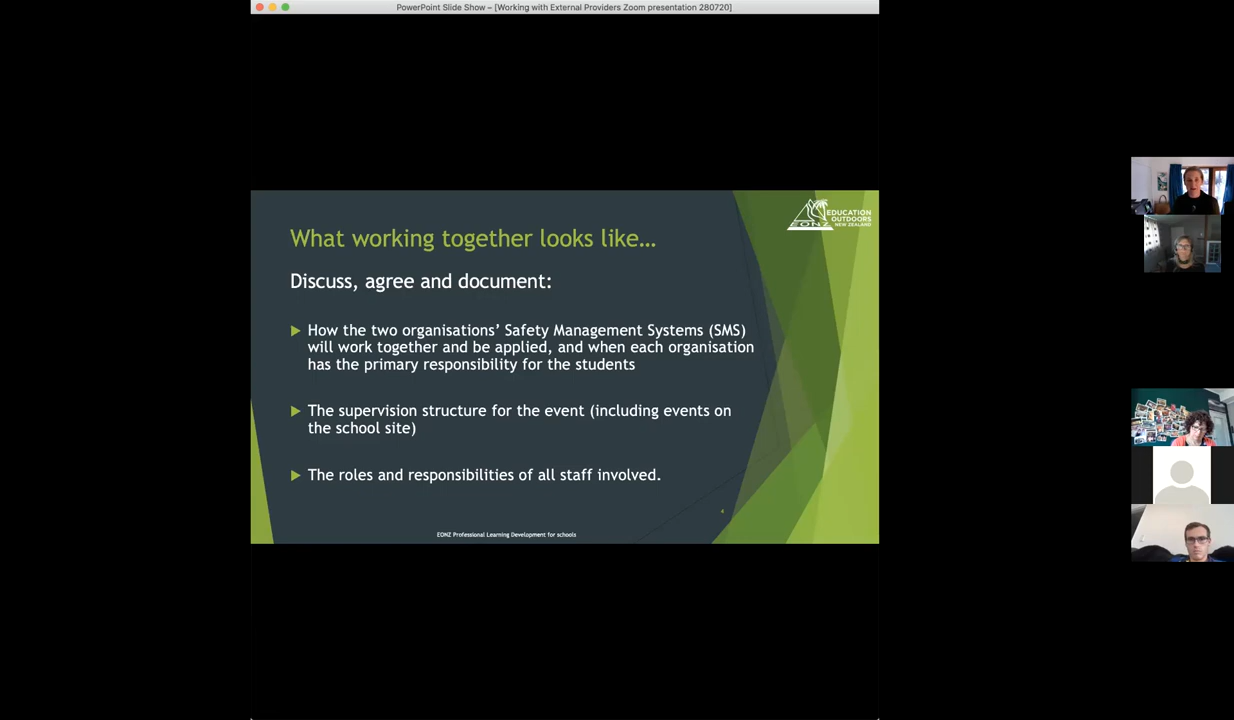 PowerPoint Slide Show – [Working with External Providers Zoom presentation 280720]
EONZ
EDUCATION
OUTDOORS
NEW ZEALAND
What working together looks like…
Discuss, agree and document:
How the two organisations’ Safety Management Systems (SMS)
will work together and be applied, and when each organisation
has the primary responsibility for the students
The supervision structure for the event (including events on
the school site)
The roles and responsibilities of all staff involved.
4
EONZ Professional Learning Development for schools